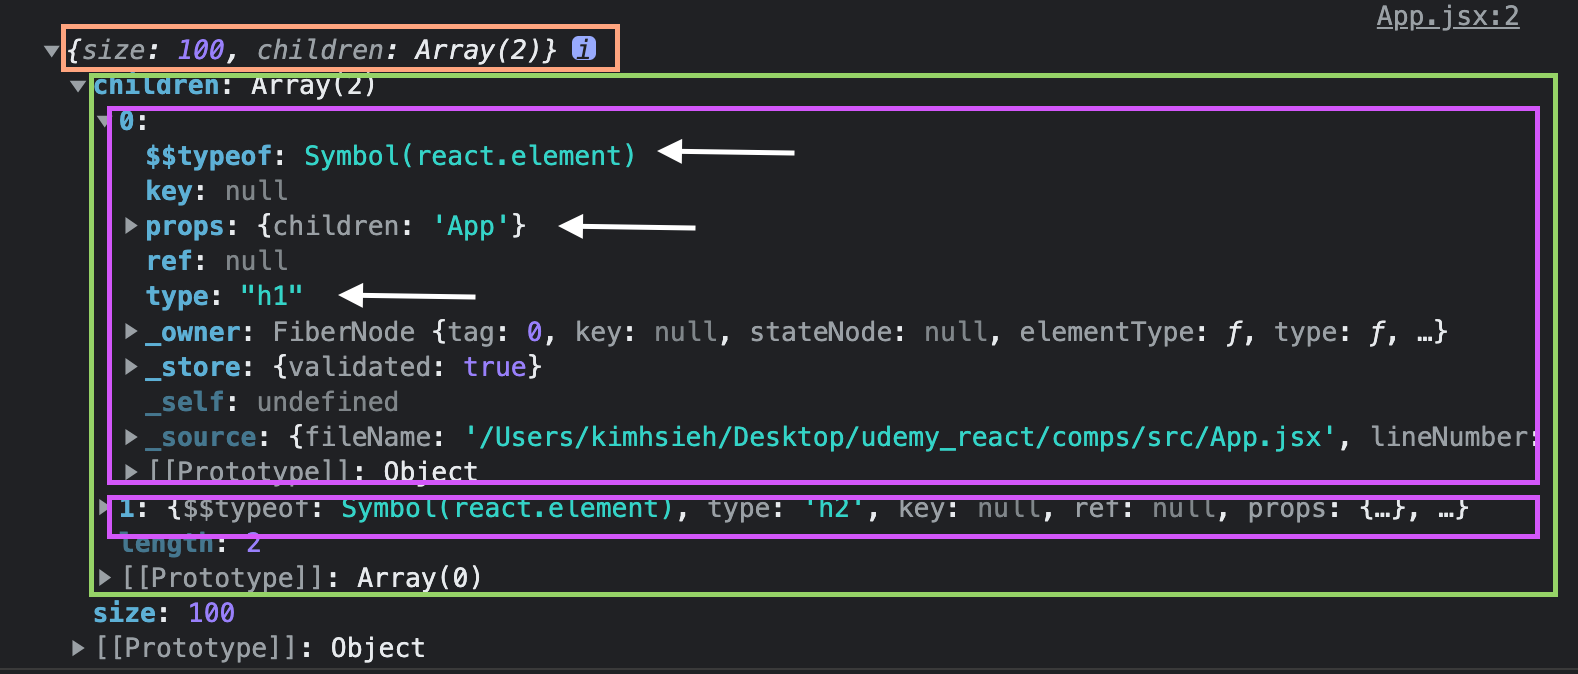 App.jsx:2
{size: 100, children: Array(2)} i
children: Array(2)
0:
$$typeof: Symbol(react.element)
key: null
props: {children: 'App'}
ref: null
type: "h1"
_owner: FiberNode {tag: 0, key: null, stateNode: null, elementType: ƒ, type: ƒ, …}
_store: {validated: true}
_self: undefined
_source: {fileName: '/Users/kimhsieh/Desktop/udemy_react/comps/src/App.jsx', lineNumber:
[[Prototype]]: Object
1: {$$typeof: Symbol(react.element), type: 'h2', key: null, ref: null, props: {…}, …}
length: 2
[[Prototype]]: Array(0)
size: 100
[[Prototype]]: Object